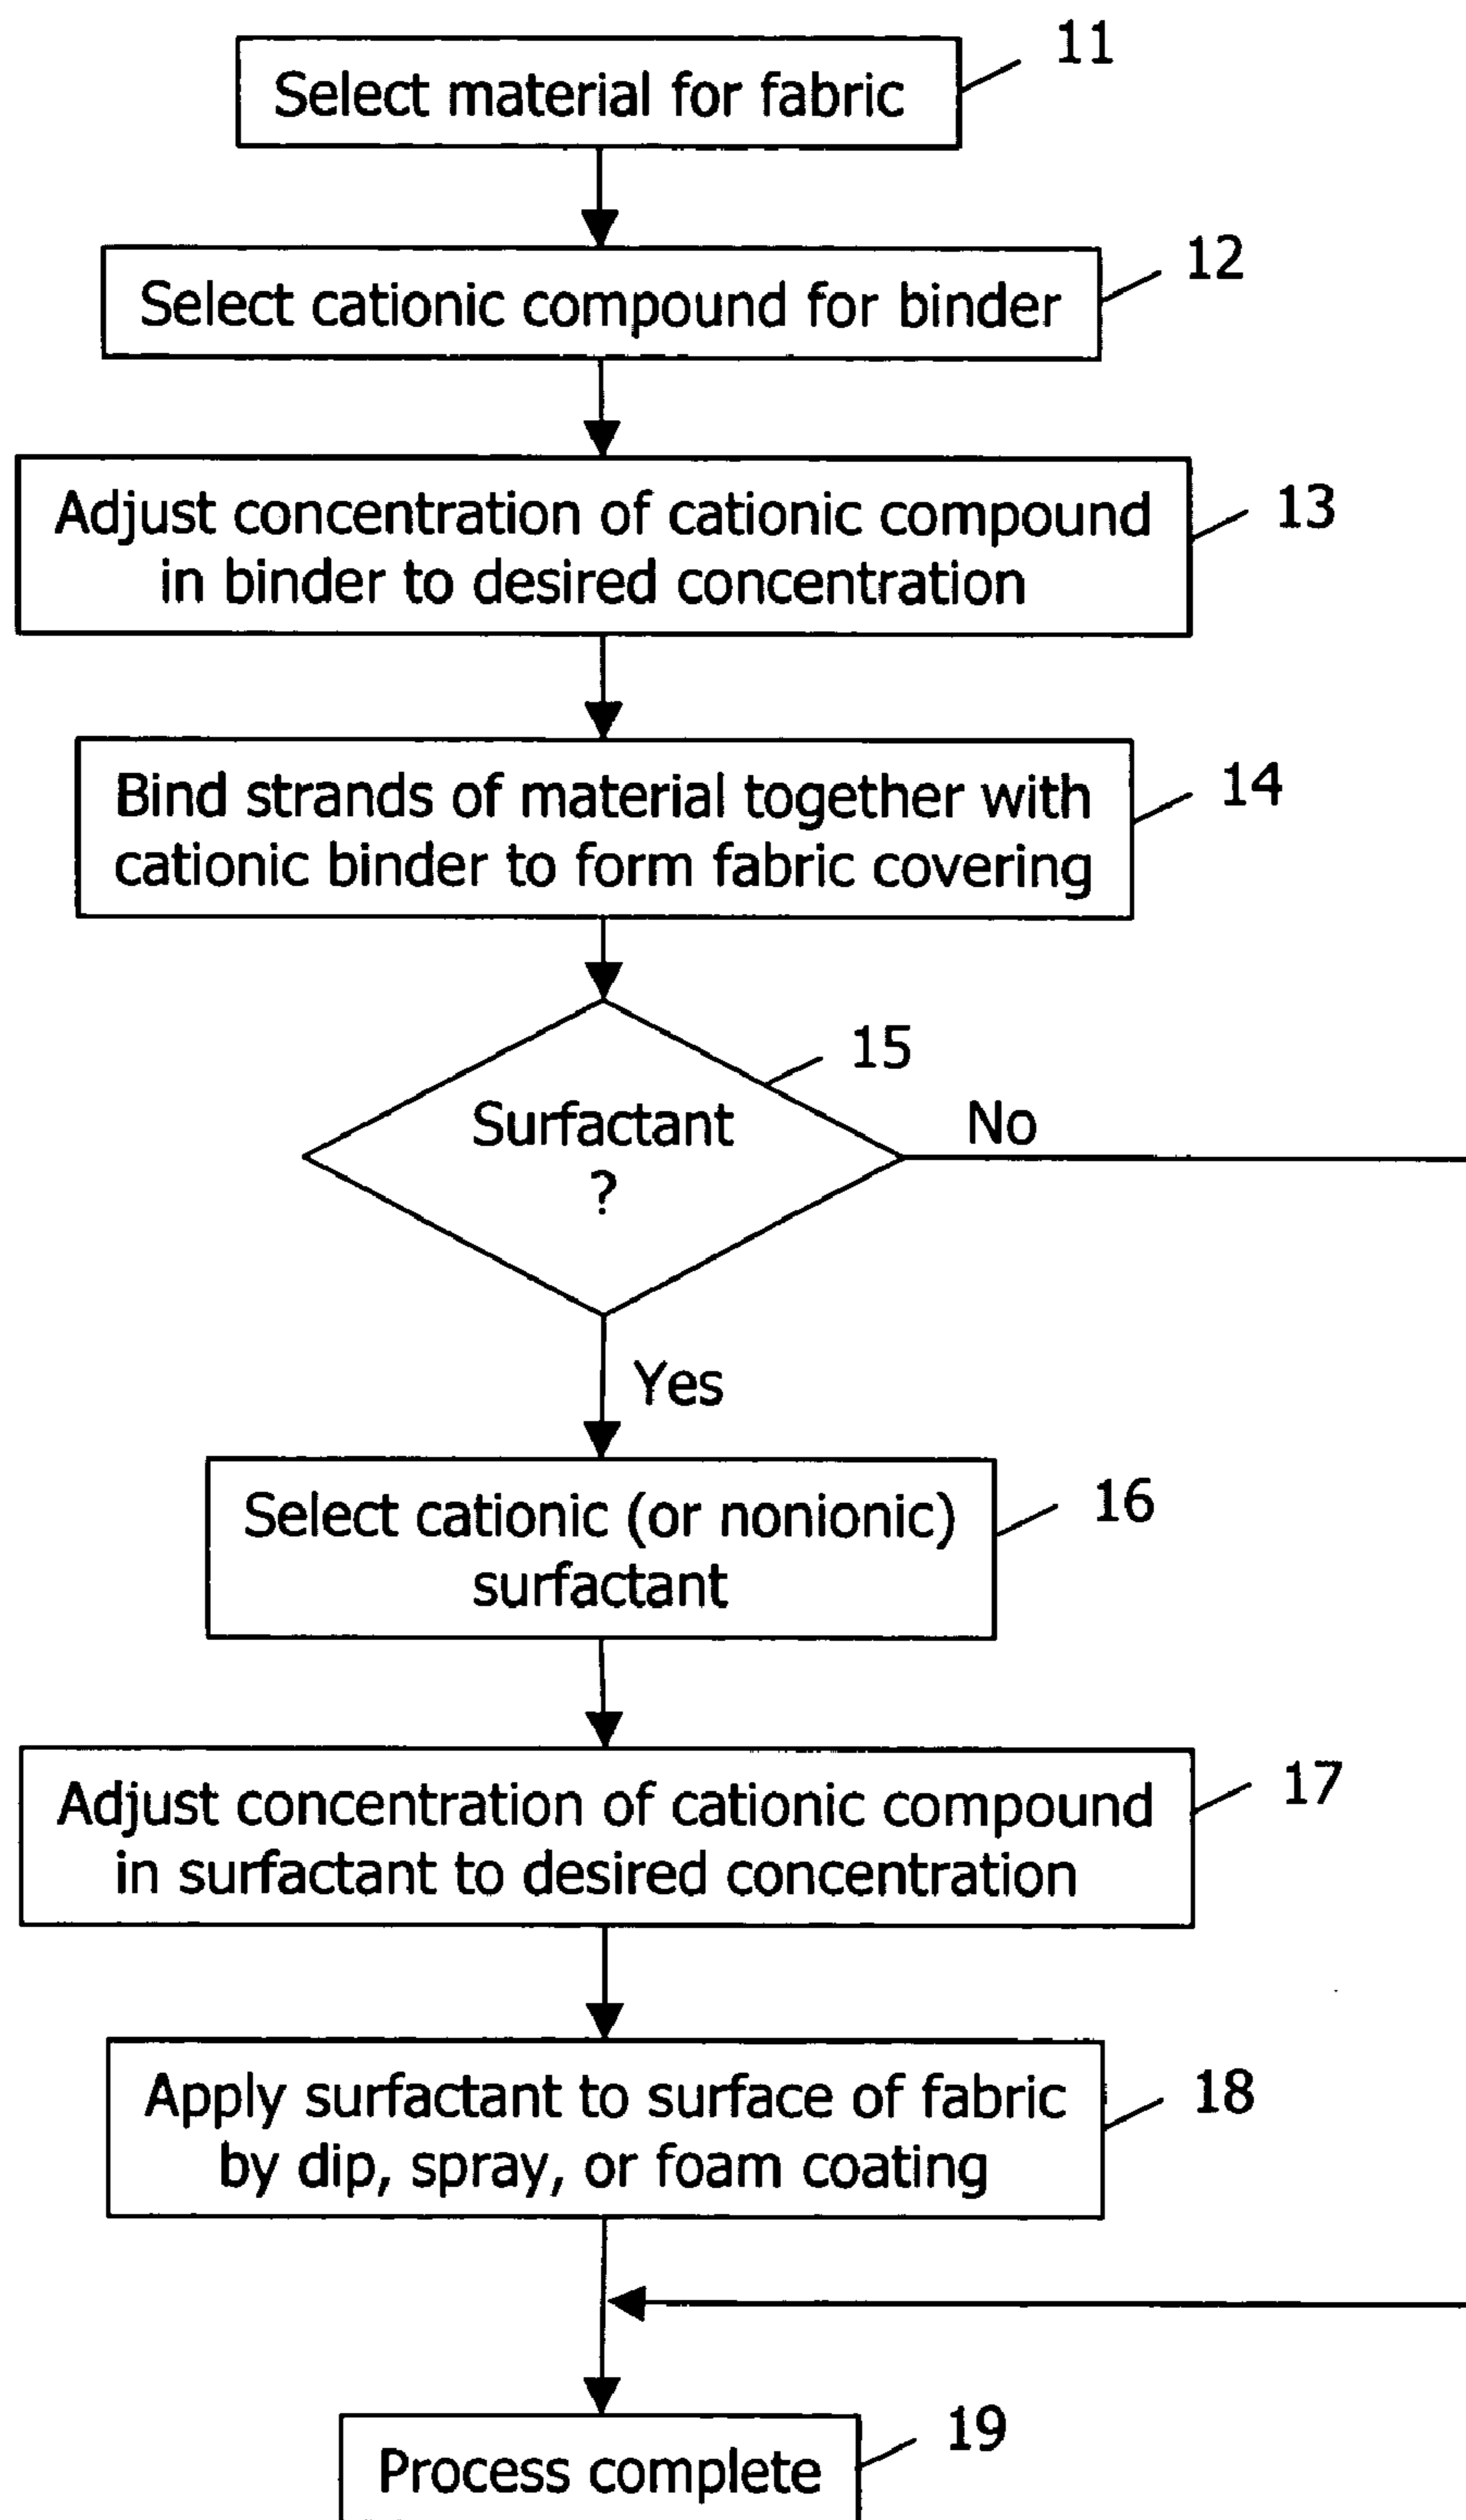 11
Select material for fabric
12
Select cationic compound for binder
13
Adjust concentration of cationic compound
in binder to desired concentration
14
Bind strands of material together with
cationic binder to form fabric covering
15
Surfactant
?
No
Yes
16
Select cationic (or nonionic)
surfactant
17
Adjust concentration of cationic compound
in surfactant to desired concentration
18
Apply surfactant to surface of fabric
by dip, spray, or foam coating
19
Process complete